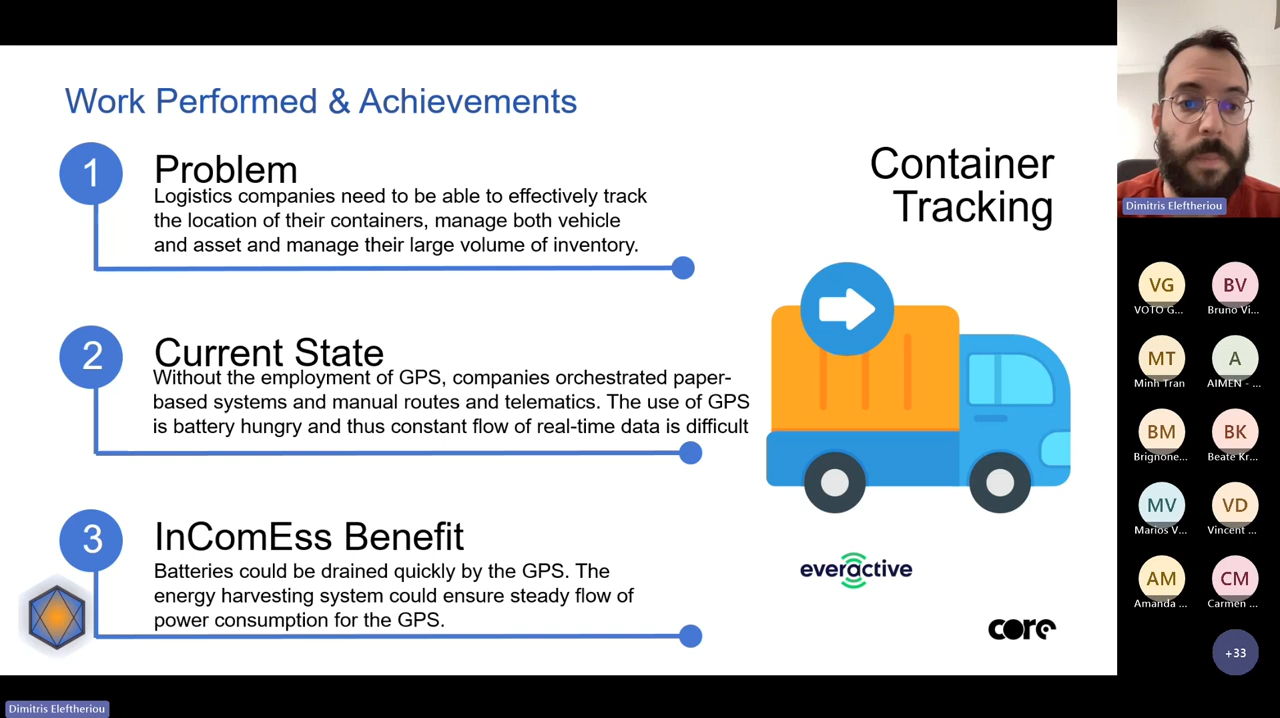 Work Performed & Achievements
1
Problem
Logistics companies need to be able to effectively track
the location of their containers, manage both vehicle
and asset and manage their large volume of inventory.
2
Current State
Without the employment of GPS, companies orchestrated paper-
based systems and manual routes and telematics. The use of GPS
is battery hungry and thus constant flow of real-time data is difficult
3
InComEss Benefit
Batteries could be drained quickly by the GPS. The
energy harvesting system could ensure steady flow of
power consumption for the GPS.
Container
Tracking
everactive
core
Dimitris Eleftheriou
VG
VOTO G...
BV
Bruno Vi...
MT
Minh Tran
A
AIMEN - ...
BM
Brignone...
BK
Beate Kr...
MV
Marios V...
VD
Vincent ...
AM
Amanda ...
CM
Carmen ...
+33
Dimitris Eleftheriou